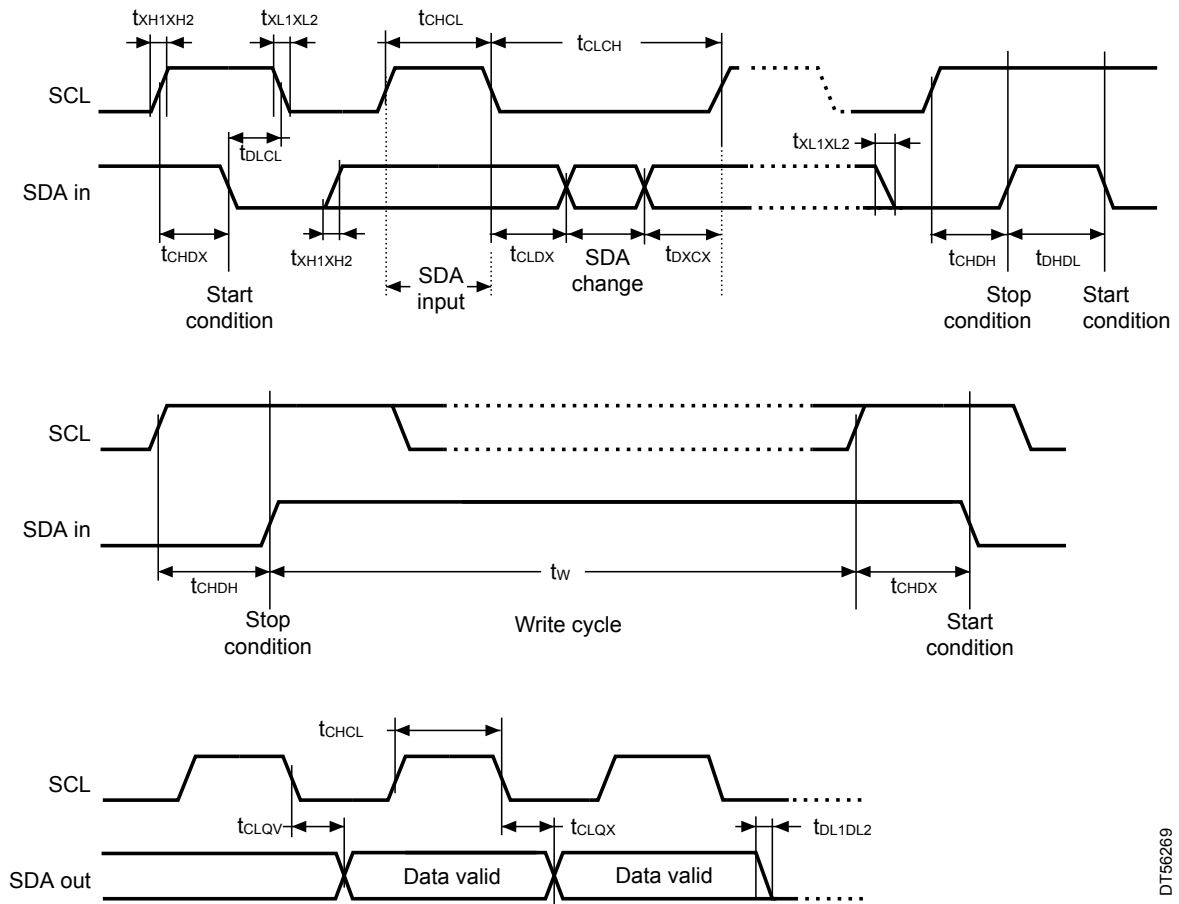 tXH1XH2 tXL1XL2 tCHCL tCLCH
SCL
tDLCL tXL1XL2
SDA in
tCHDX tXH1XH2 tCLDX SDA change tDXCX tCHDH tDHDL
SDA input
Start condition
Stop condition
Start condition
SCL
SDA in
tCHDH tW tCHDX
Stop condition
Write cycle
Start condition
tCHCL
SCL
tCLQV tCLQX tDL1DL2
SDA out Data valid Data valid
DT56269